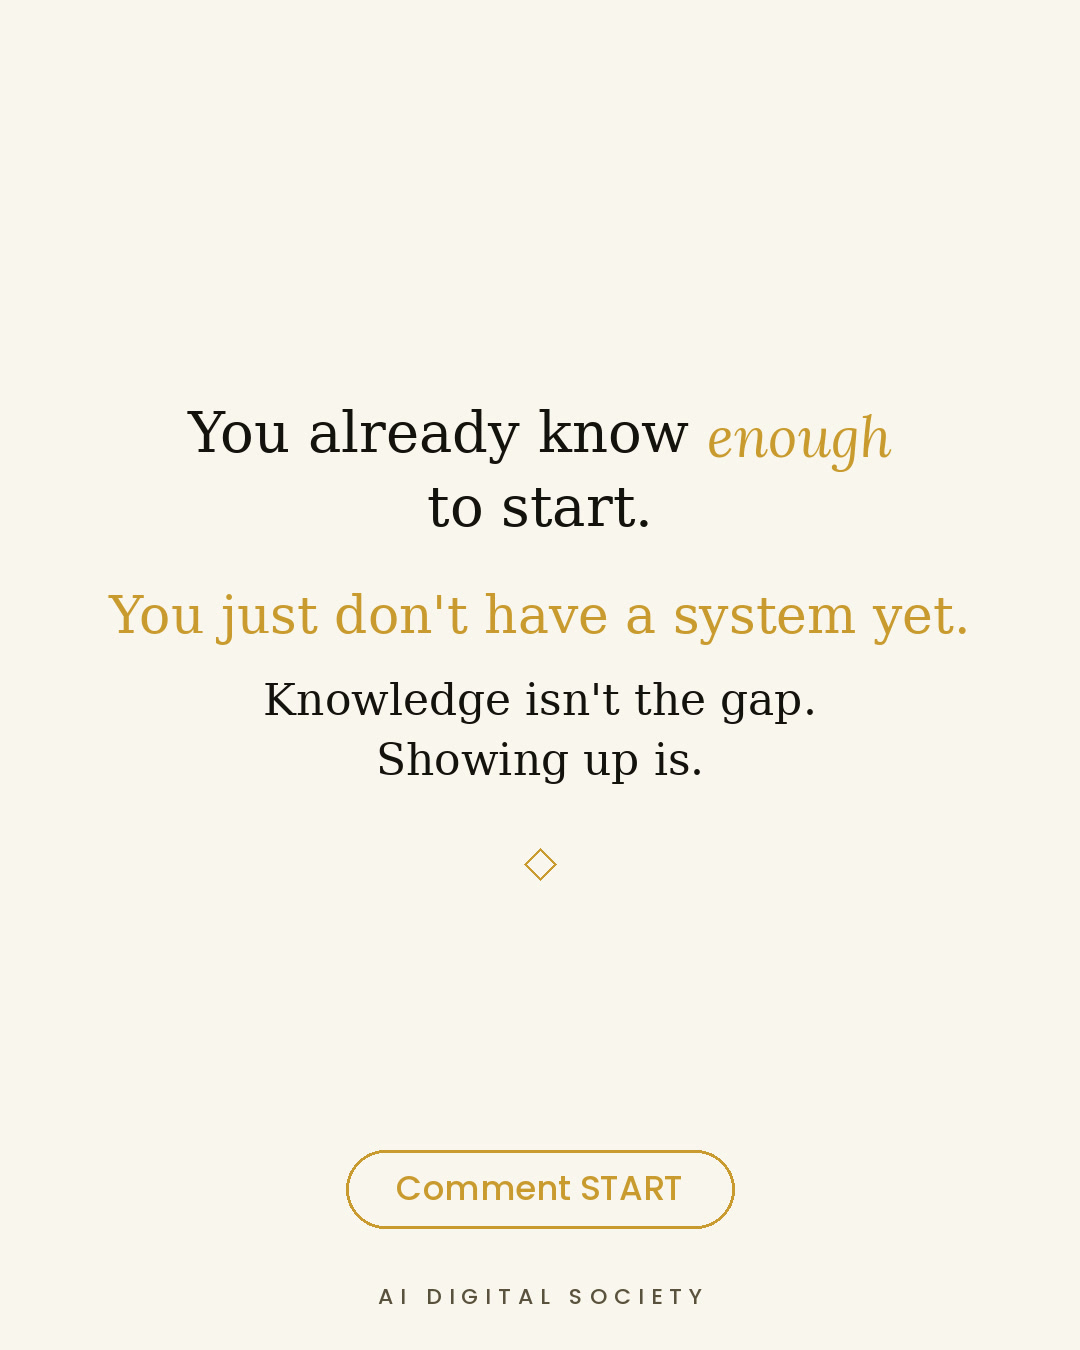 You already know enough
to start.
You just don't have a system yet.
Knowledge isn't the gap.
Showing up is.
Comment START
AI DIGITAL SOCIETY